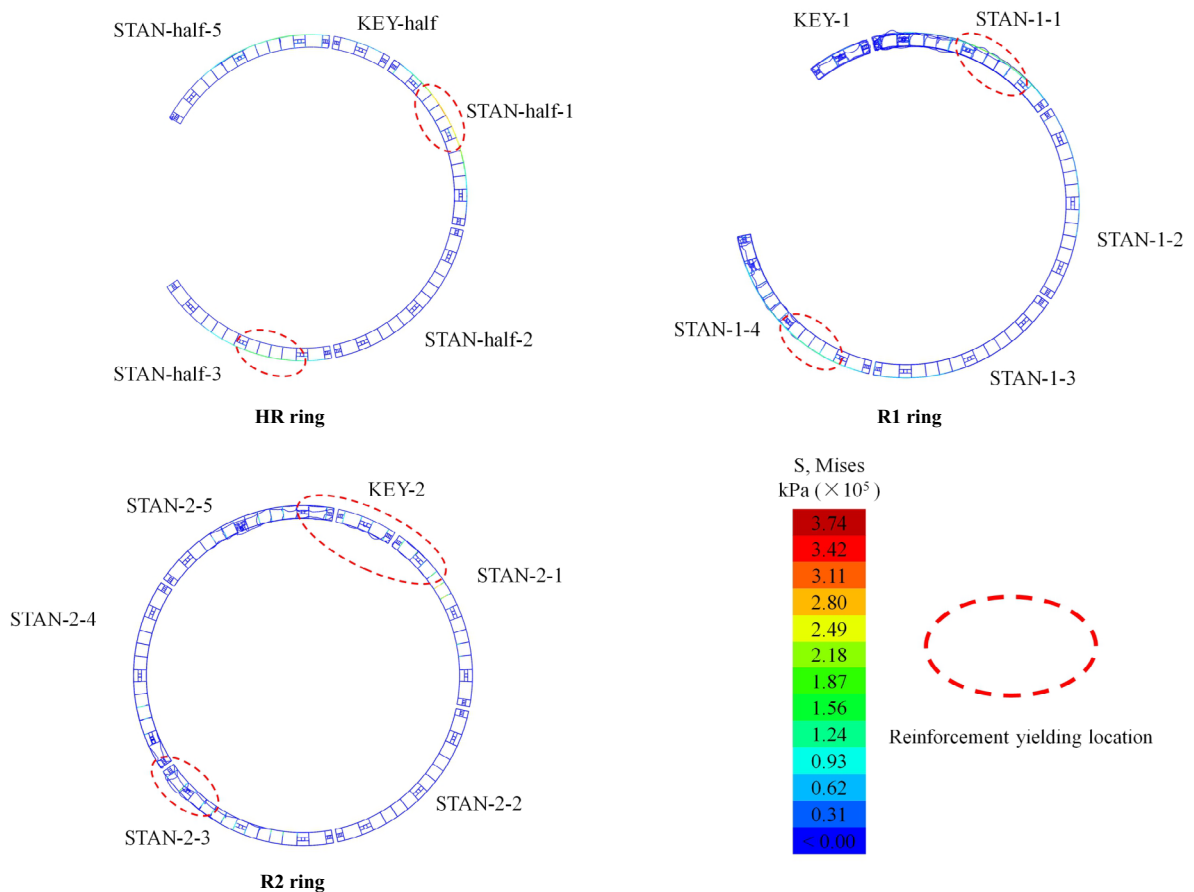 STAN-half-5
KEY-half
STAN-half-1
STAN-half-2
STAN-half-3
HR ring
KEY-1
STAN-1-1
STAN-1-2
STAN-1-4
STAN-1-3
R1 ring
STAN-2-5
KEY-2
STAN-2-1
STAN-2-4
STAN-2-2
STAN-2-3
R2 ring
S, Mises
kPa (×10⁵)
3.74
3.42
3.11
2.80
2.49
2.18
1.87
1.56
1.24
0.93
0.62
0.31
< 0.00
Reinforcement yielding location